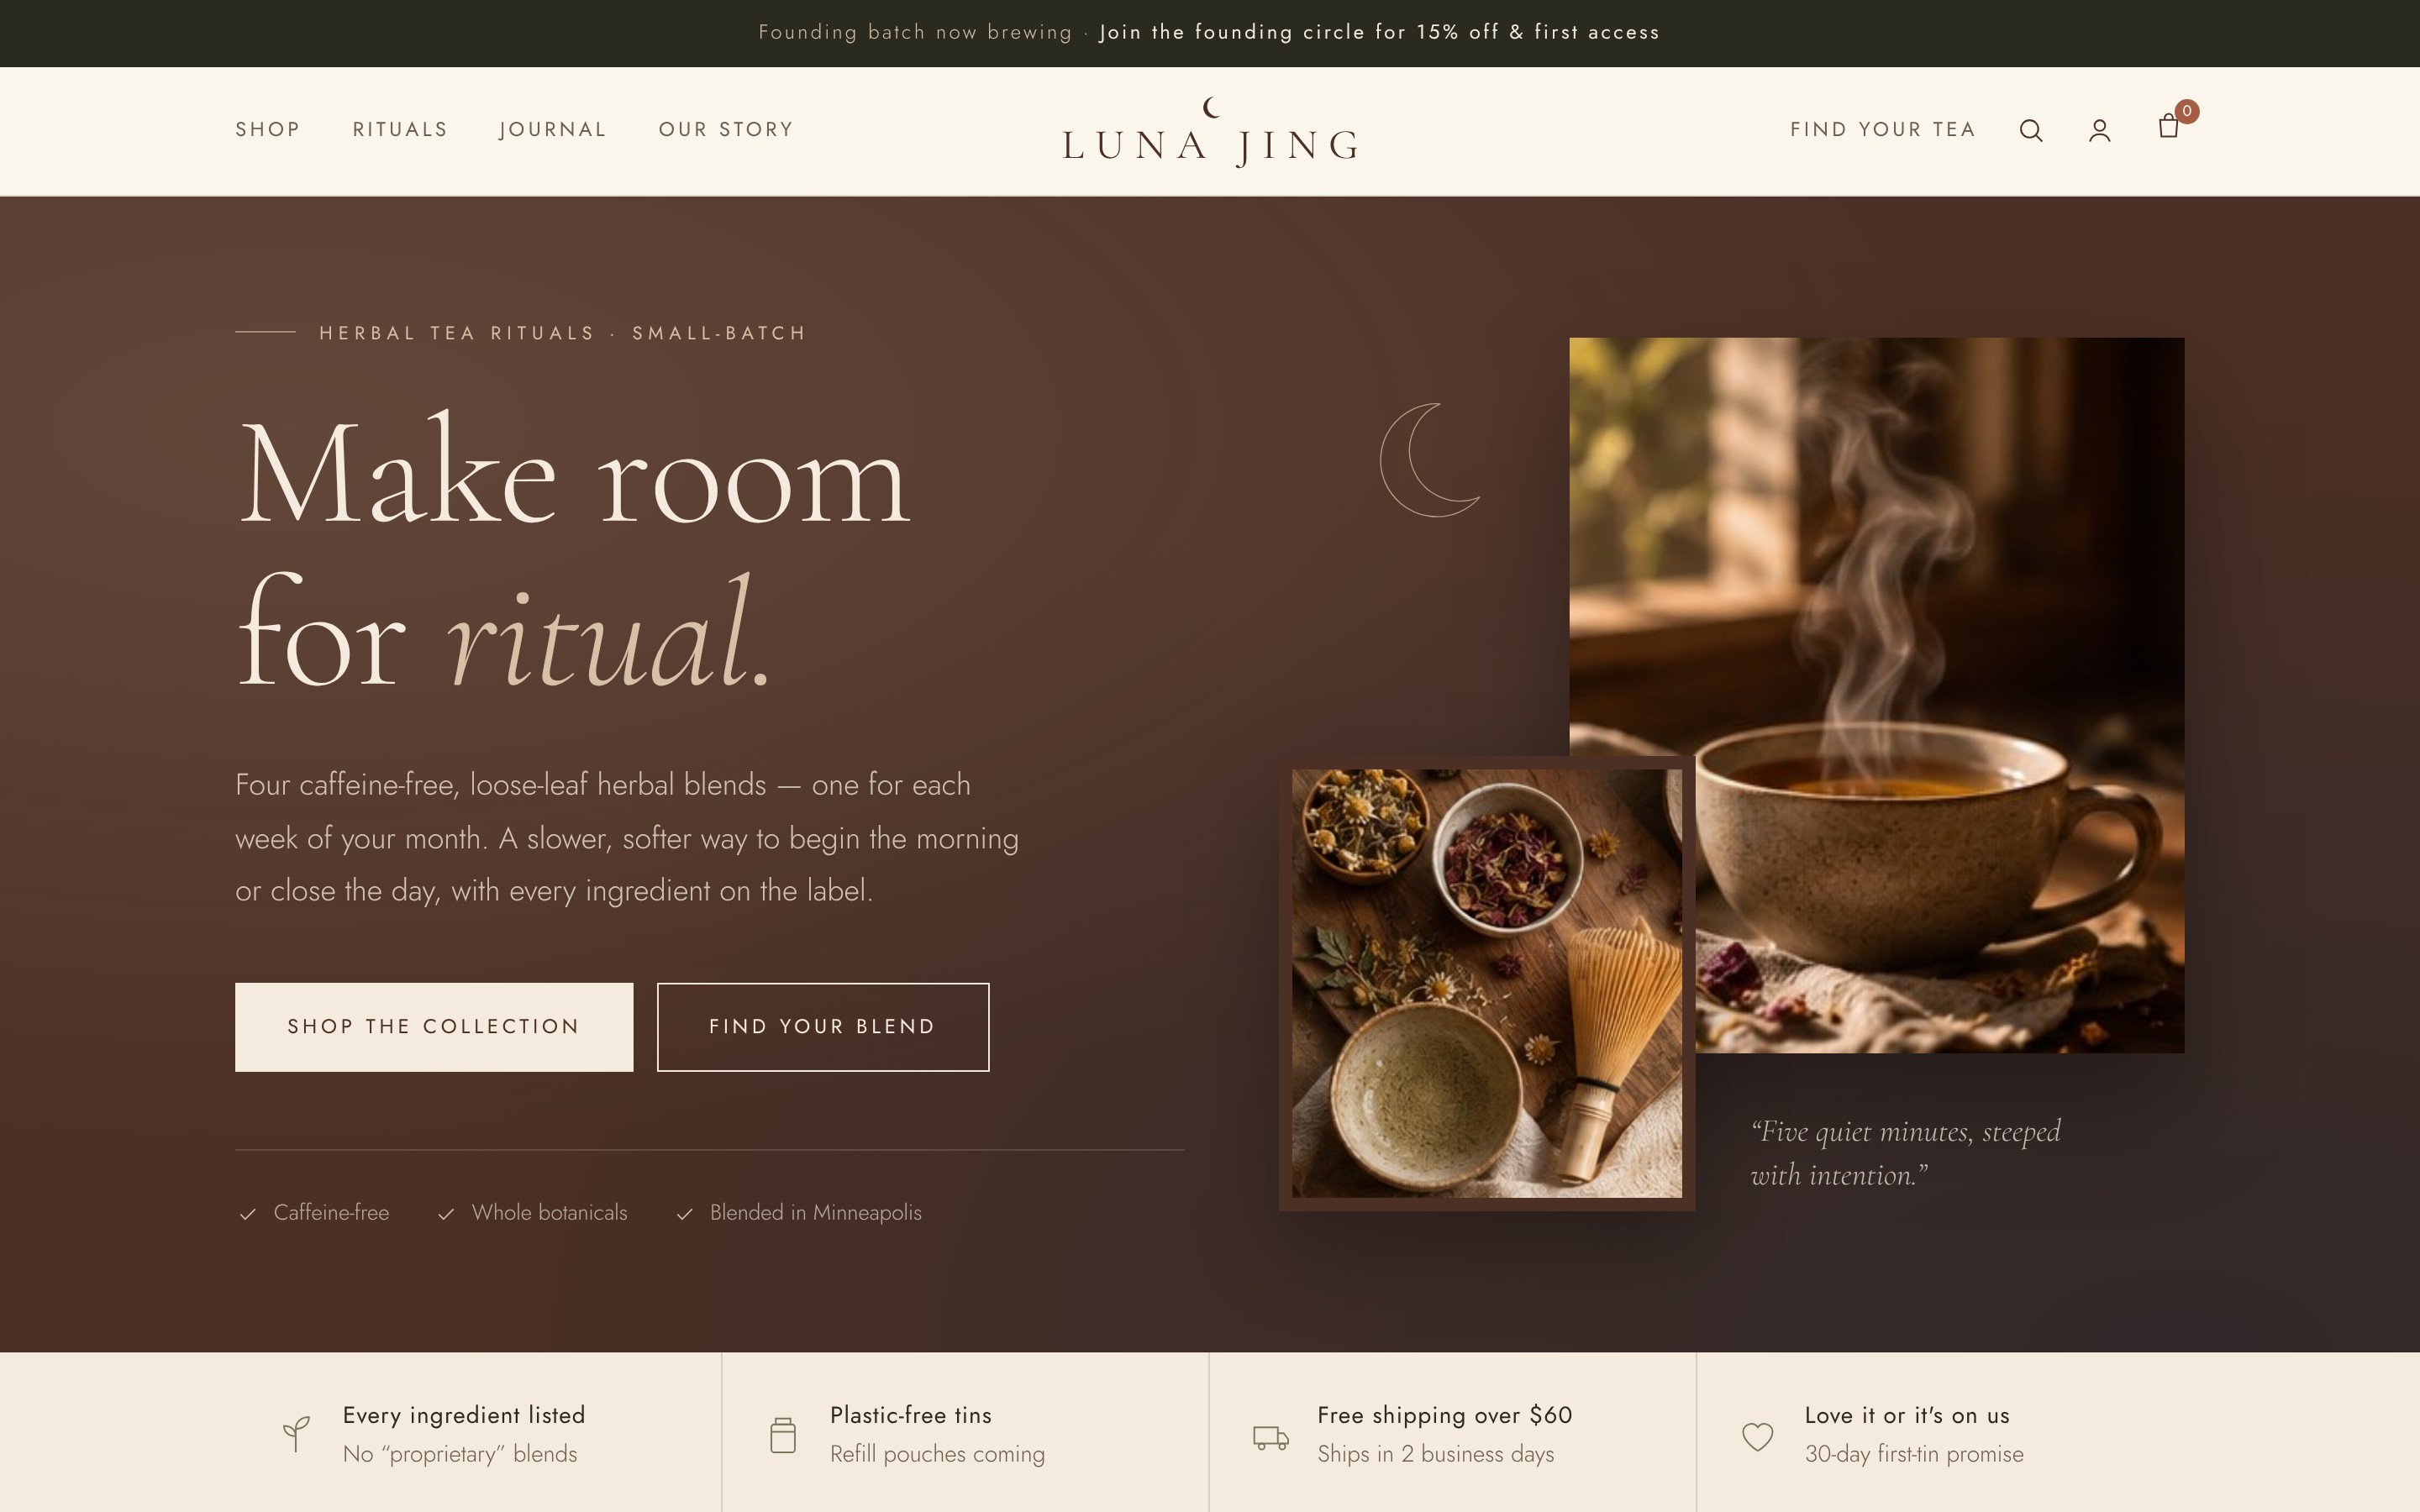 Founding batch now brewing · Join the founding circle for 15% off & first access
SHOP RITUALS JOURNAL OUR STORY
LUNA JING
FIND YOUR TEA
0
HERBAL TEA RITUALS · SMALL-BATCH
Make room
for ritual.
Four caffeine-free, loose-leaf herbal blends — one for each
week of your month. A slower, softer way to begin the morning
or close the day, with every ingredient on the label.
SHOP THE COLLECTION
FIND YOUR BLEND
Caffeine-free
Whole botanicals
Blended in Minneapolis
“Five quiet minutes, steeped
with intention.”
Every ingredient listed
No “proprietary” blends
Plastic-free tins
Refill pouches coming
Free shipping over $60
Ships in 2 business days
Love it or it's on us
30-day first-tin promise